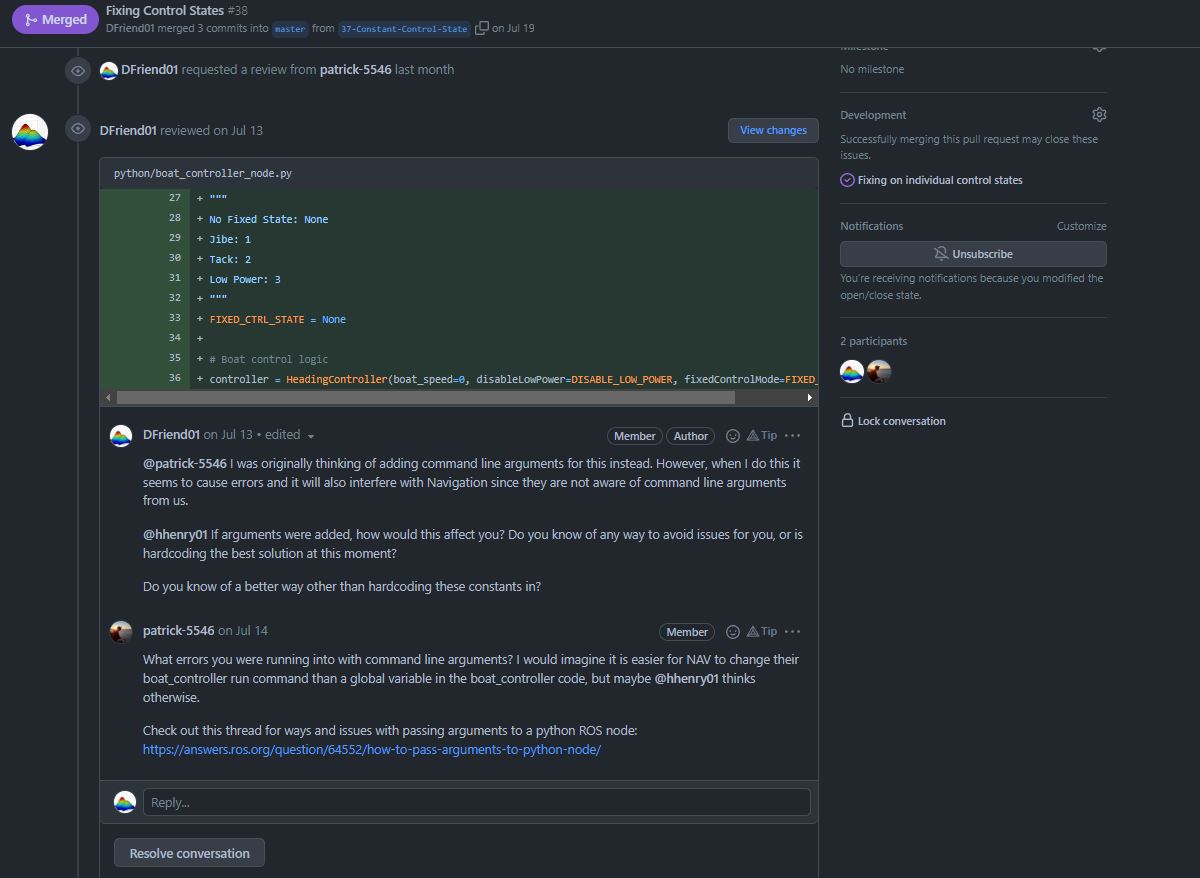 Merged
Fixing Control States #38
DFriend01 merged 3 commits into master from 37-Constant-Control-State on Jul 19
DFriend01 requested a review from patrick-5546 last month
DFriend01 reviewed on Jul 13
View changes
python/boat_controller_node.py
27 + """
28 + No Fixed State: None
29 + Jibe: 1
30 + Tack: 2
31 + Low Power: 3
32 + """
33 + FIXED_CTRL_STATE = None
34 +
35 + # Boat control logic
36 + controller = HeadingController(boat_speed=0, disableLowPower=DISABLE_LOW_POWER, fixedControlMode=FIXED_
DFriend01 on Jul 13 • edited
Member Author Tip ...
@patrick-5546 I was originally thinking of adding command line arguments for this instead. However, when I do this it
seems to cause errors and it will also interfere with Navigation since they are not aware of command line arguments
from us.
@hhenry01 If arguments were added, how would this affect you? Do you know of any way to avoid issues for you, or is
hardcoding the best solution at this moment?
Do you know of a better way other than hardcoding these constants in?
patrick-5546 on Jul 14
Member Tip ...
What errors you were running into with command line arguments? I would imagine it is easier for NAV to change their
boat_controller run command than a global variable in the boat_controller code, but maybe @hhenry01 thinks
otherwise.
Check out this thread for ways and issues with passing arguments to a python ROS node:
https://answers.ros.org/question/64552/how-to-pass-arguments-to-python-node/
Reply...
Resolve conversation
Milestone
No milestone
Development
Successfully merging this pull request may close these
issues.
Fixing on individual control states
Notifications
Customize
Unsubscribe
You're receiving notifications because you modified the
open/close state.
2 participants
Lock conversation